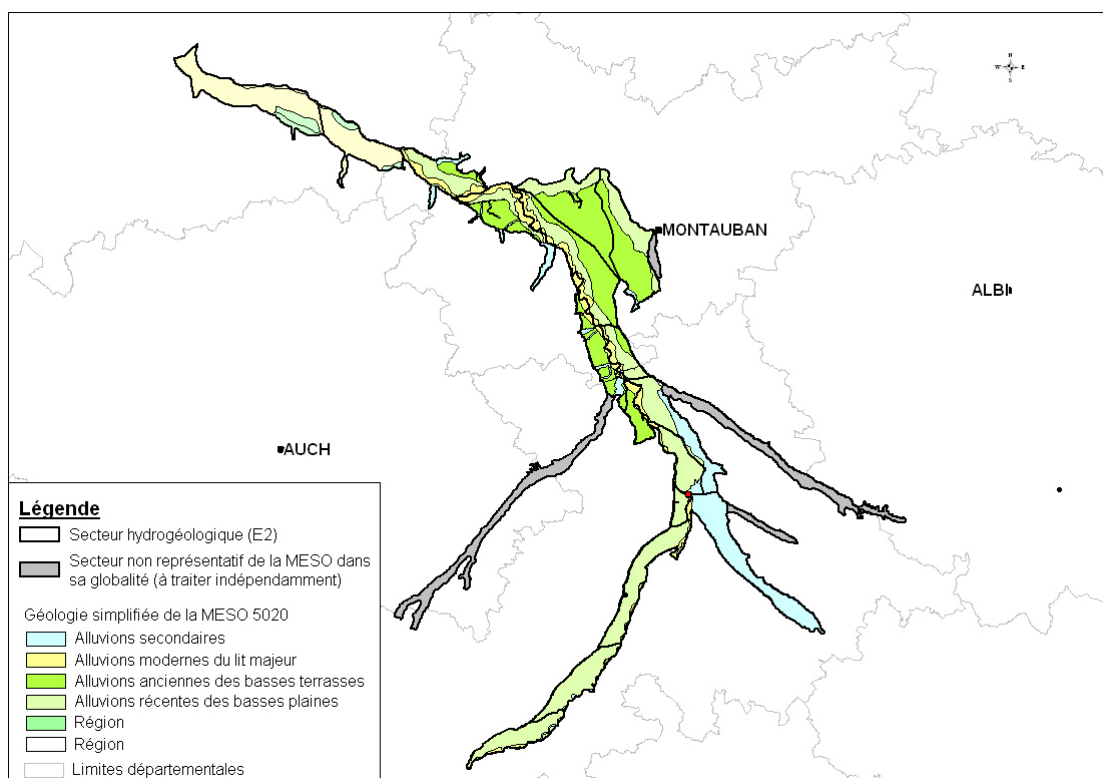 N
W E
S
MONTAUBAN
ALBI
AUCH
Légende
Secteur hydrogéologique (E2)
Secteur non représentatif de la MESO dans
sa globalité (à traiter indépendamment)
Géologie simplifiée de la MESO 5020
Alluvions secondaires
Alluvions modernes du lit majeur
Alluvions anciennes des basses terrasses
Alluvions récentes des basses plaines
Région
Région
Limites départementales